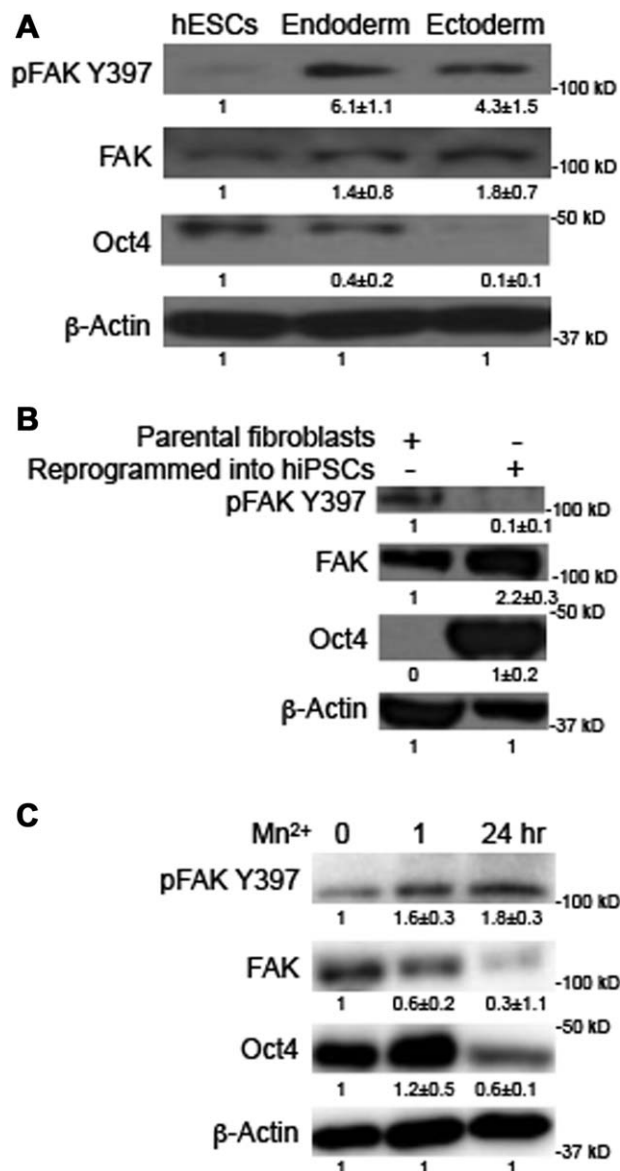 A
hESCs Endoderm Ectoderm
pFAK Y397
-100 kD
1 6.1±1.1 4.3±1.5
FAK
-100 kD
1 1.4±0.8 1.8±0.7
-50 kD
Oct4
1 0.4±0.2 0.1±0.1
β-Actin
-37 kD
1 1 1
B
Parental fibroblasts + -
Reprogrammed into hiPSCs - +
pFAK Y397
-100 kD
1 0.1±0.1
FAK
-100 kD
1 2.2±0.3
-50 kD
Oct4
0 1±0.2
β-Actin
-37 kD
1 1
C
Mn²⁺ 0 1 24 hr
pFAK Y397
-100 kD
1 1.6±0.3 1.8±0.3
FAK
-100 kD
1 0.6±0.2 0.3±1.1
-50 kD
Oct4
1 1.2±0.5 0.6±0.1
β-Actin
-37 kD
1 1 1